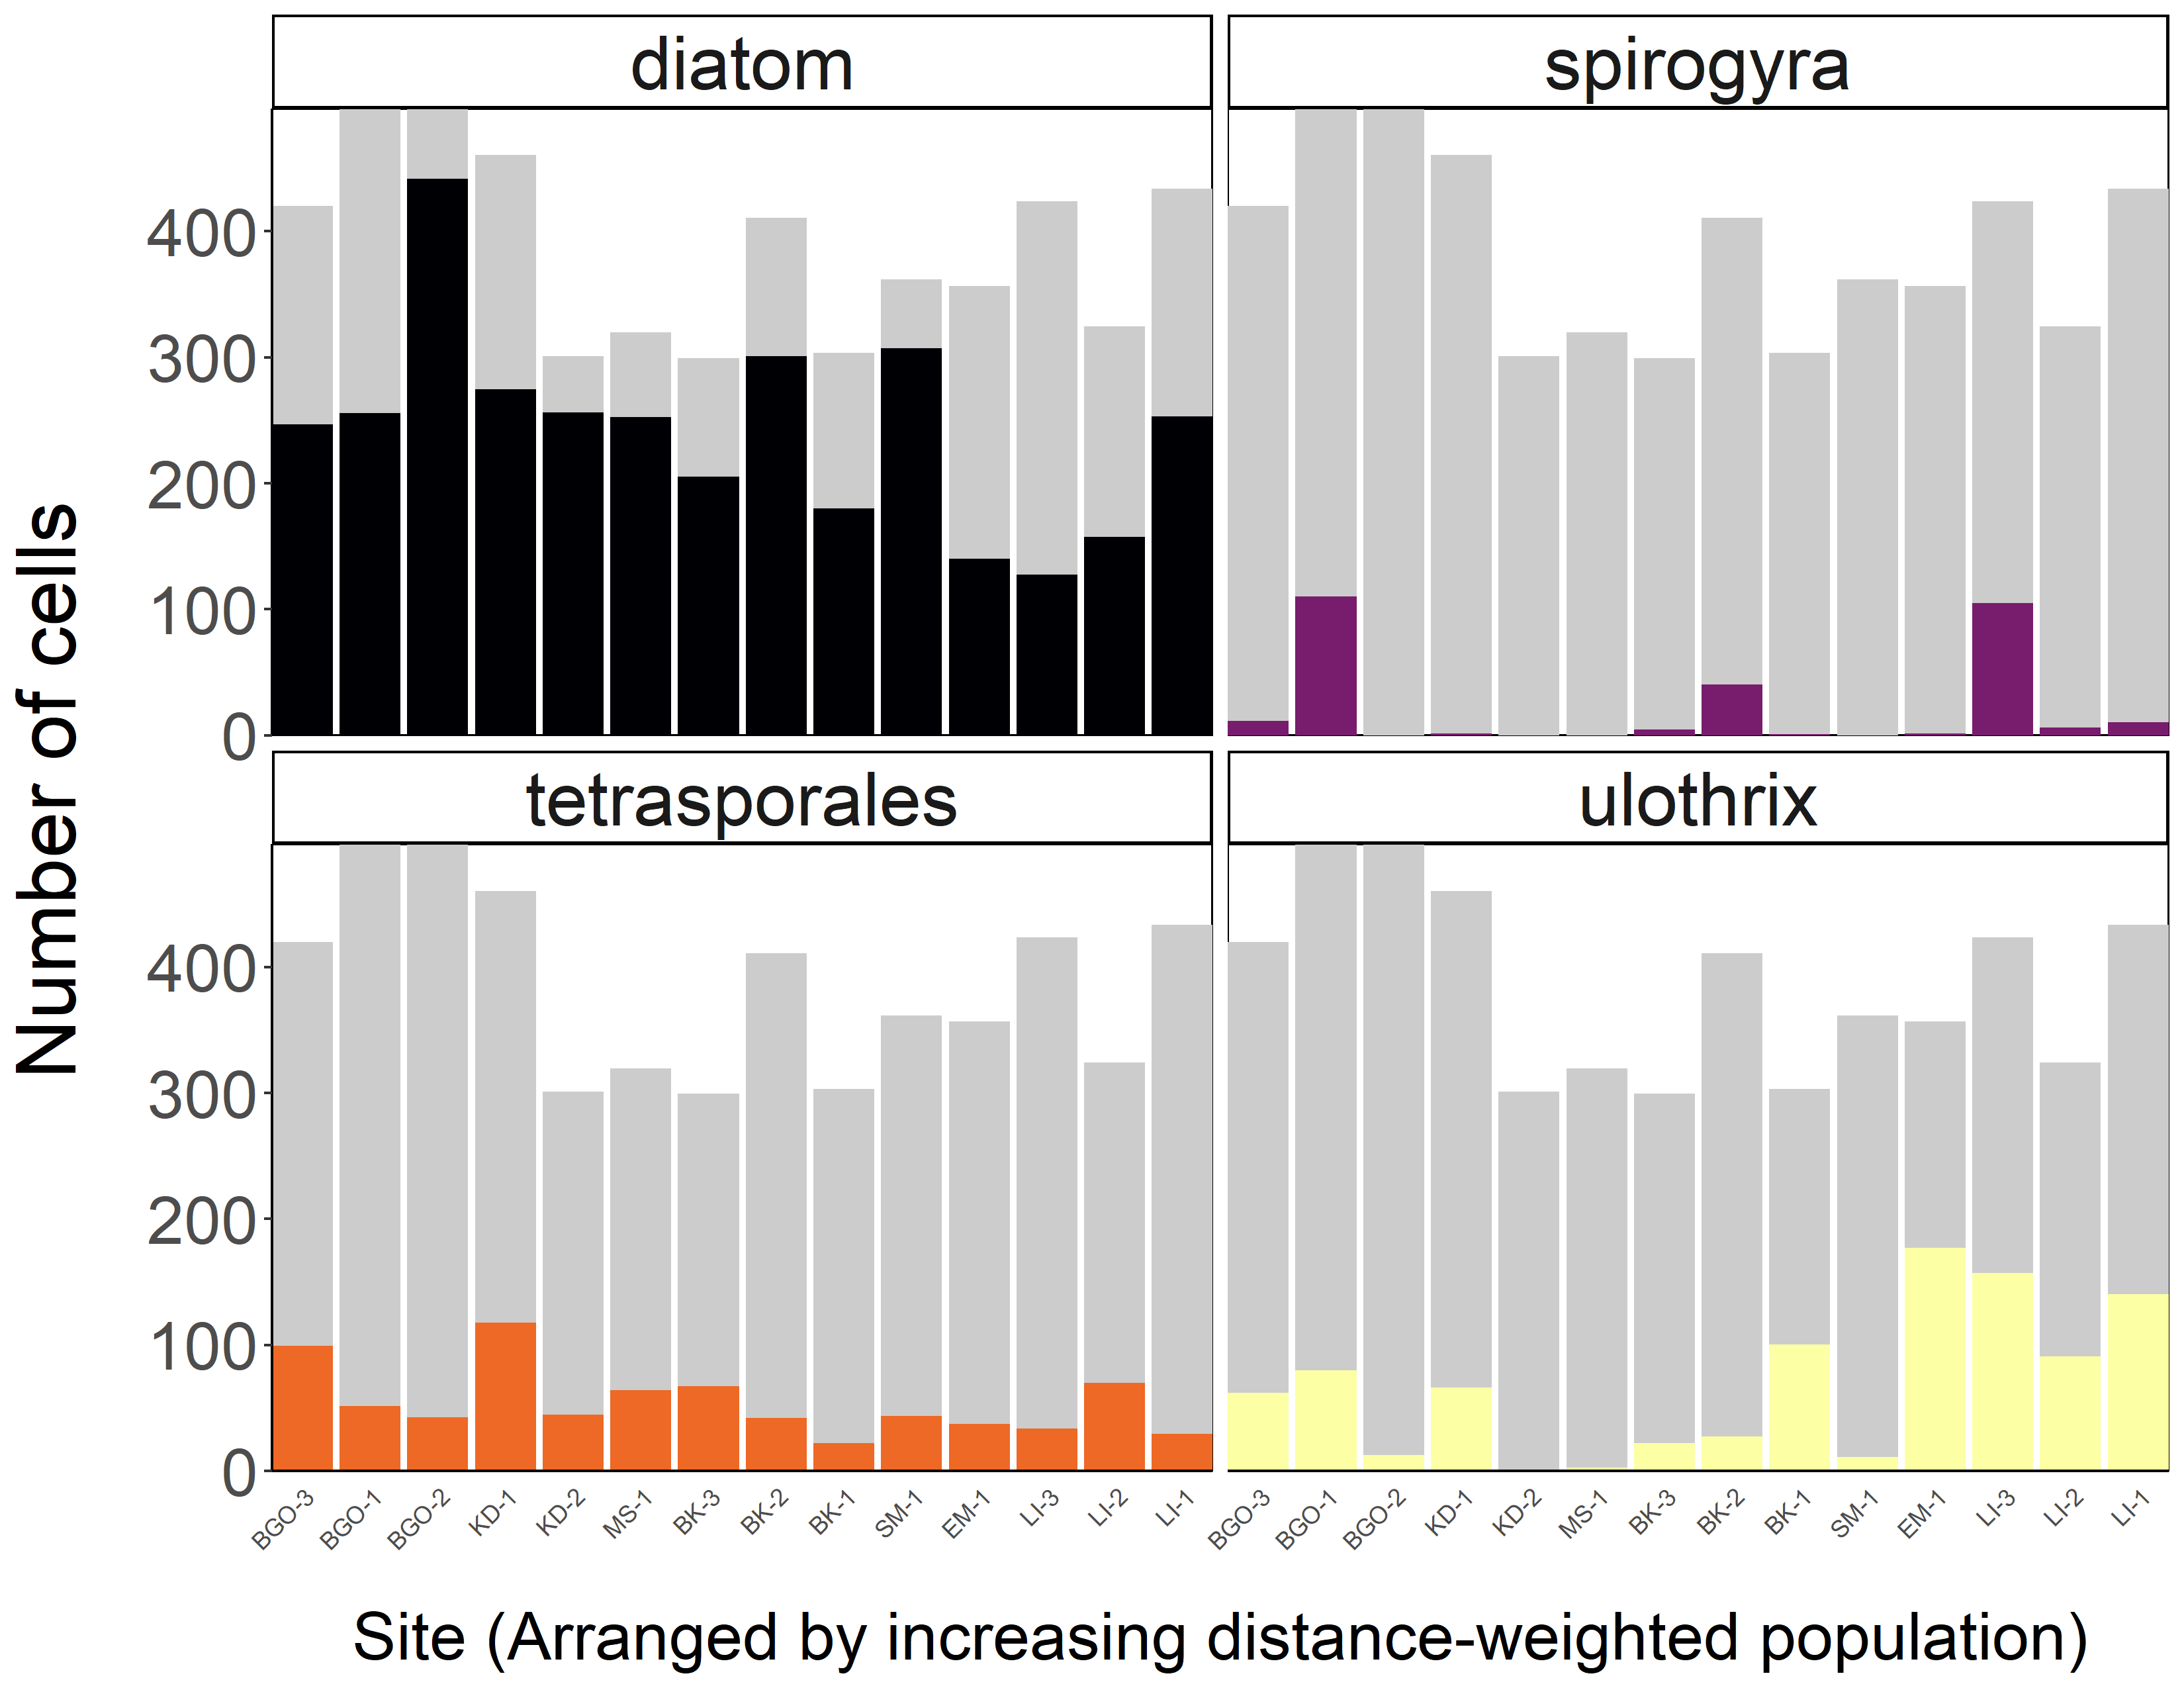 diatom
spirogyra
400
300
200
100
0
tetrasporales
ulothrix
400
300
200
100
0
Number of cells
BGO-3 BGO-1 BGO-2 KD-1 KD-2 MS-1 BK-3 BK-2 BK-1 SM-1 EM-1 LI-3 LI-2 LI-1
BGO-3 BGO-1 BGO-2 KD-1 KD-2 MS-1 BK-3 BK-2 BK-1 SM-1 EM-1 LI-3 LI-2 LI-1
Site (Arranged by increasing distance-weighted population)